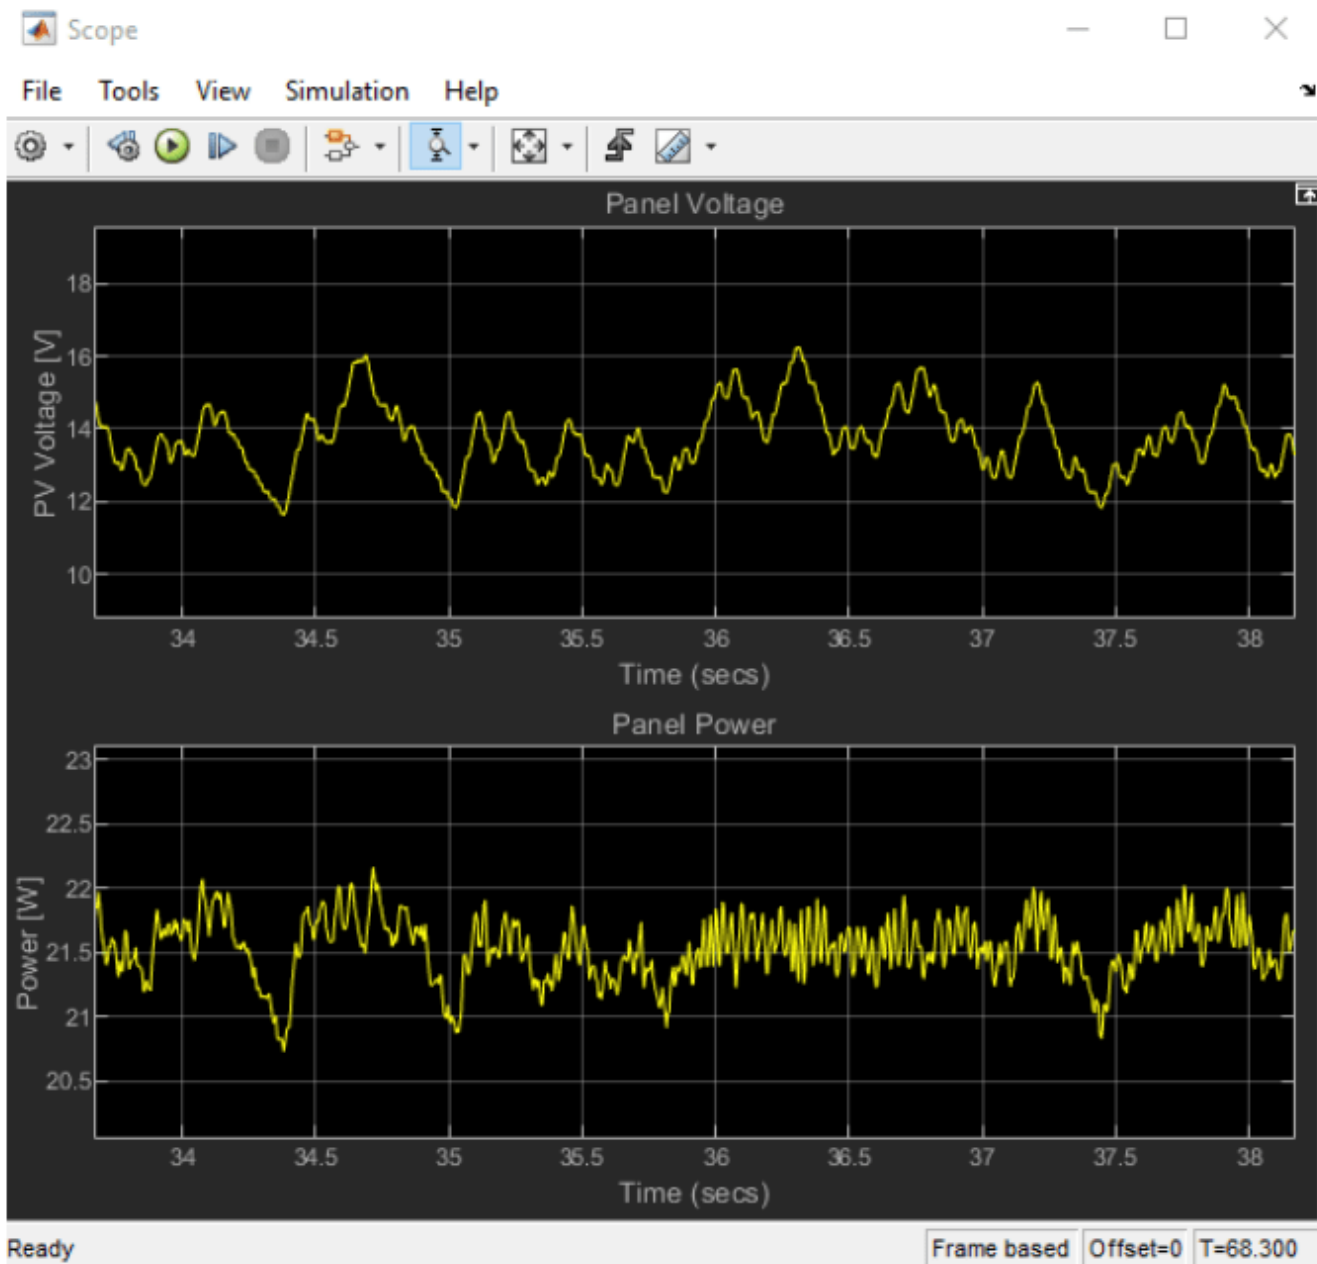 Scope
File Tools View Simulation Help
Panel Voltage
PV Voltage [V]
18
16
14
12
10
34 34.5 35 35.5 36 36.5 37 37.5 38
Time (secs)
Panel Power
Power [W]
23
22.5
22
21.5
21
20.5
34 34.5 35 35.5 36 36.5 37 37.5 38
Time (secs)
Ready Frame based Offset=0 T=68.300